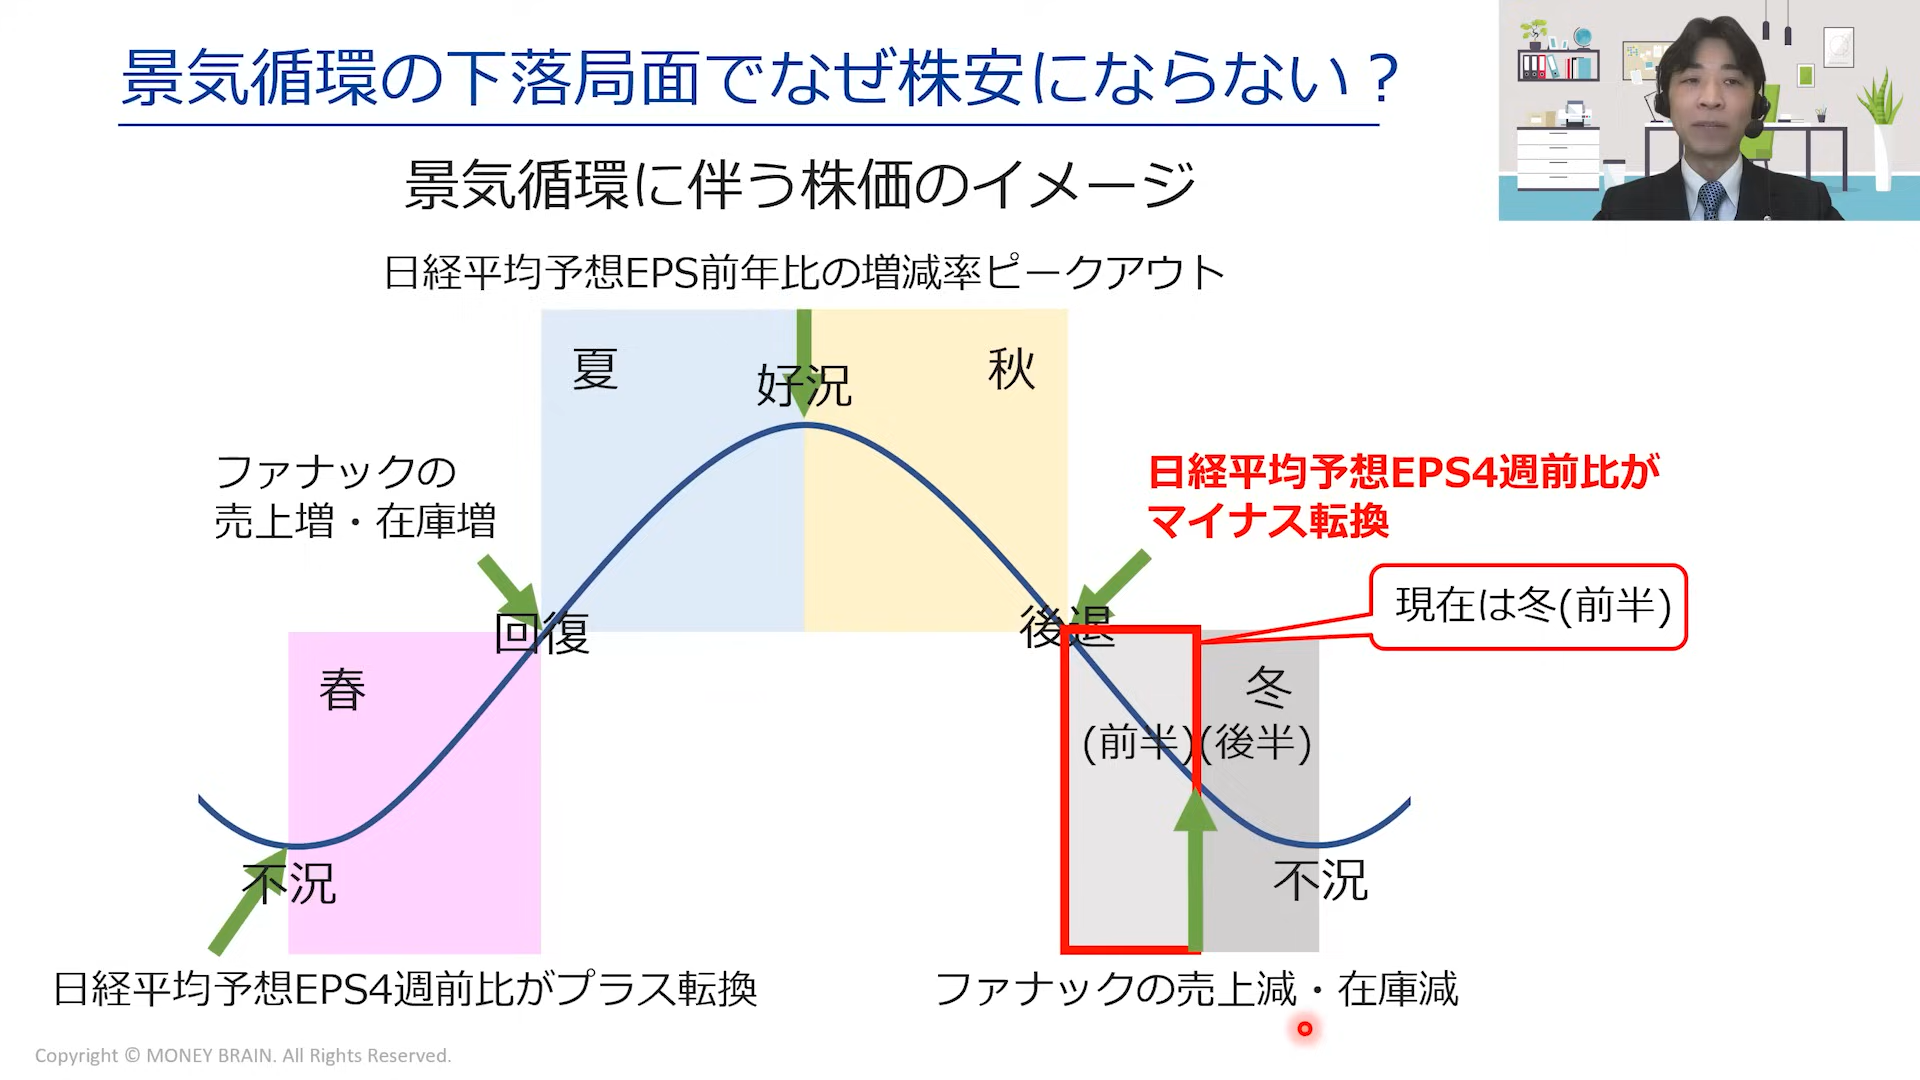 景気循環の下落局面でなぜ株安にならない？
景気循環に伴う株価のイメージ
日経平均予想EPS前年比の増減率ピークアウト
夏
秋
好況
ファナックの
売上増・在庫増
日経平均予想EPS4週前比が
マイナス転換
現在は冬(前半)
回復
後退
春
冬
(前半)
(後半)
不況
不況
日経平均予想EPS4週前比がプラス転換
ファナックの売上減・在庫減
Copyright © MONEY BRAIN. All Rights Reserved.